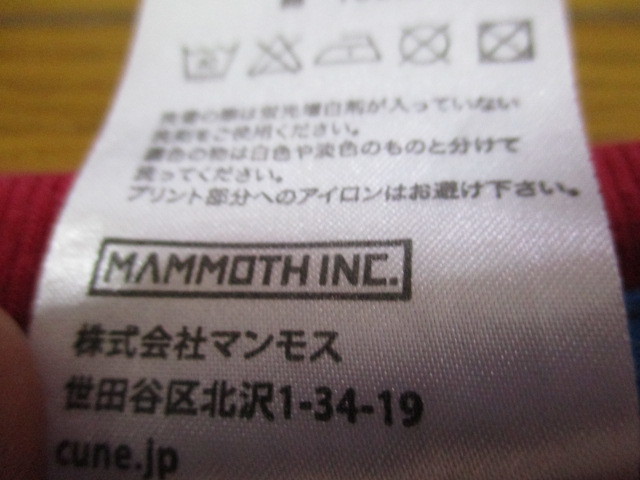 洗濯の際は蛍光増白剤が入っていない
洗剤をご使用ください。
濃色の物は白色や淡色のものと分けて
洗ってください。
プリント部分へのアイロンはお避け下さい。
MAMMOTH INC.
株式会社マンモス
世田谷区北沢1-34-19
cune.jp